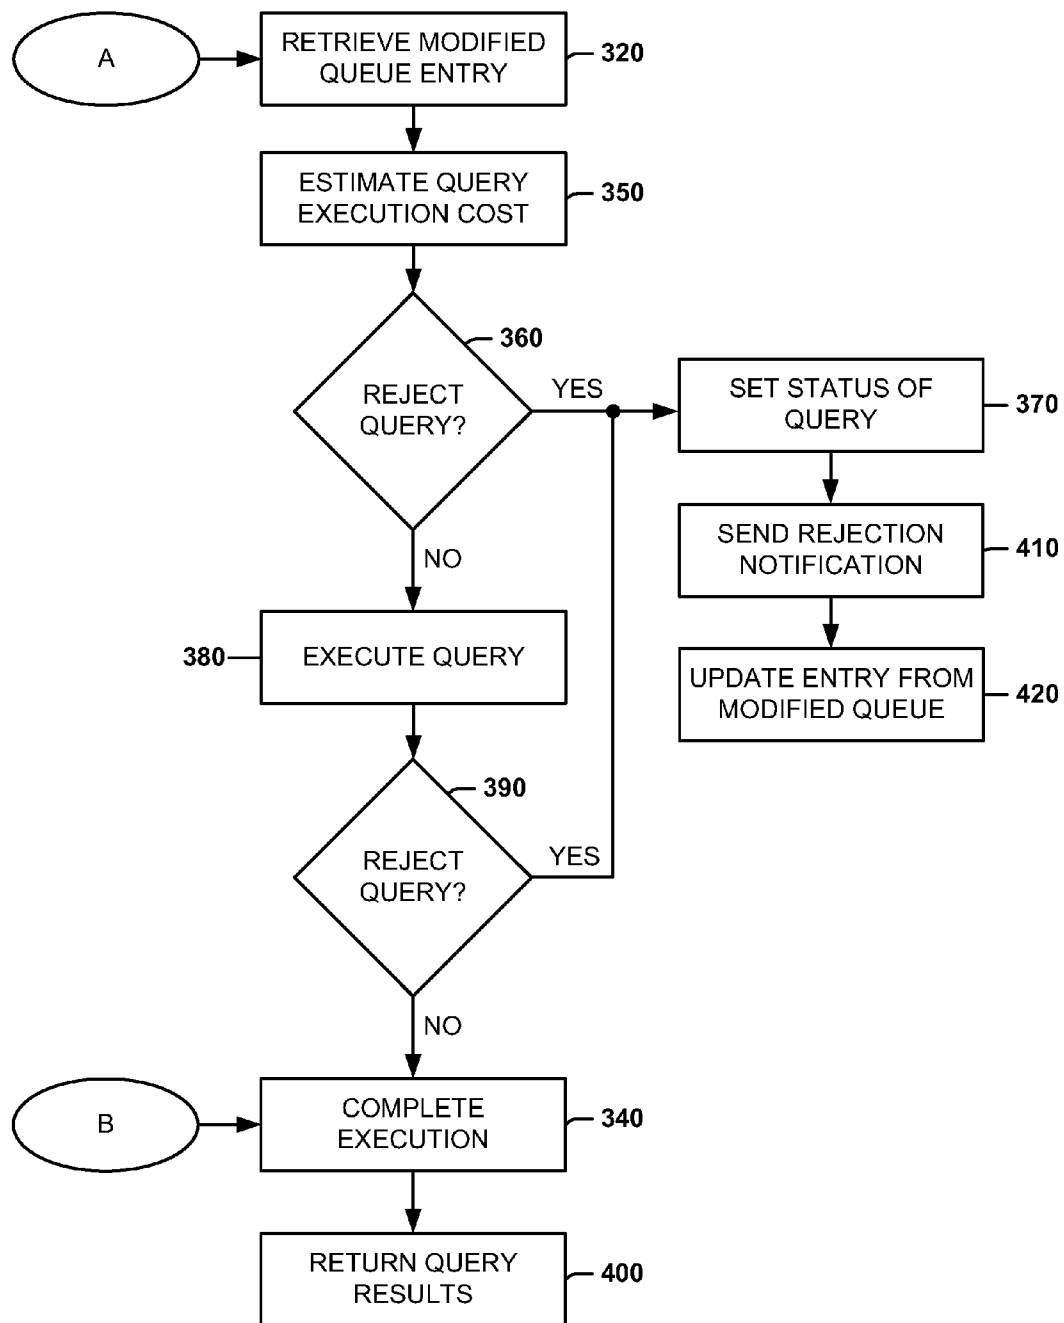 A
RETRIEVE MODIFIED
QUEUE ENTRY
320
ESTIMATE QUERY
EXECUTION COST
350
360
REJECT
QUERY?
YES
NO
SET STATUS OF
QUERY
370
SEND REJECTION
NOTIFICATION
410
UPDATE ENTRY FROM
MODIFIED QUEUE
420
380
EXECUTE QUERY
390
REJECT
QUERY?
YES
NO
B
COMPLETE
EXECUTION
340
RETURN QUERY
RESULTS
400